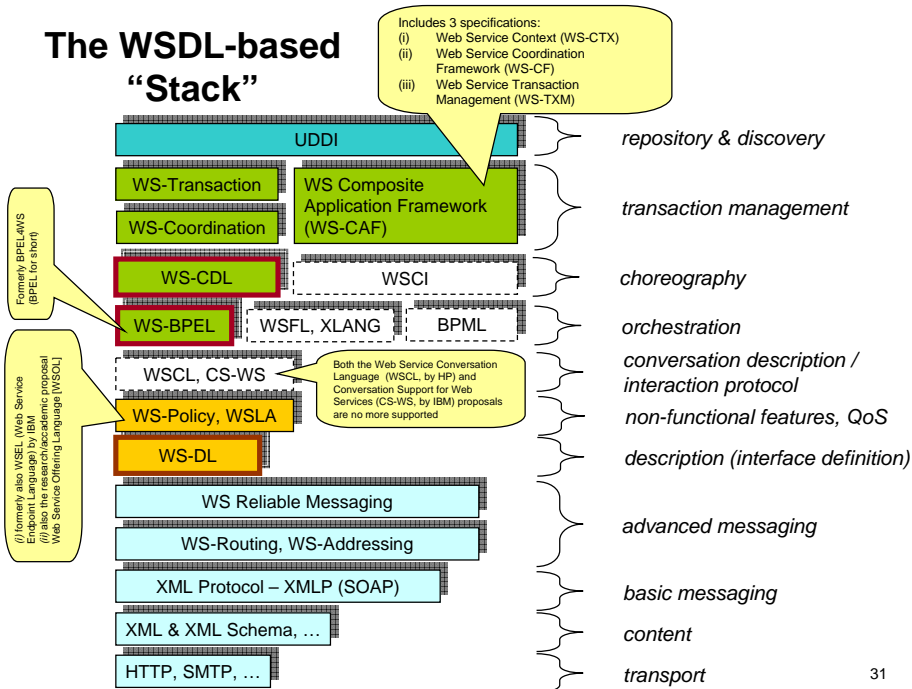 The WSDL-based
“Stack”
Includes 3 specifications:
(i) Web Service Context (WS-CTX)
(ii) Web Service Coordination
Framework (WS-CF)
(iii) Web Service Transaction
Management (WS-TXM)
UDDI
repository & discovery
WS-Transaction
WS Composite
Application Framework
(WS-CAF)
WS-Coordination
transaction management
Formerly BPEL4WS
(BPEL for short)
WS-CDL
WSCI
choreography
WS-BPEL
WSFL, XLANG
BPML
orchestration
WSCL, CS-WS
Both the Web Service Conversation
Language (WSCL, by HP) and
Conversation Support for Web
Services (CS-WS, by IBM) proposals
are no more supported
conversation description /
interaction protocol
(i) formerly also WSEL (Web Service
Endpoint Language) by IBM
(ii) also the research/accademic proposal
Web Service Offering Language [WSOL]
WS-Policy, WSLA
non-functional features, QoS
WS-DL
description (interface definition)
WS Reliable Messaging
WS-Routing, WS-Addressing
advanced messaging
XML Protocol – XMLP (SOAP)
basic messaging
XML & XML Schema, …
content
HTTP, SMTP, …
transport
31